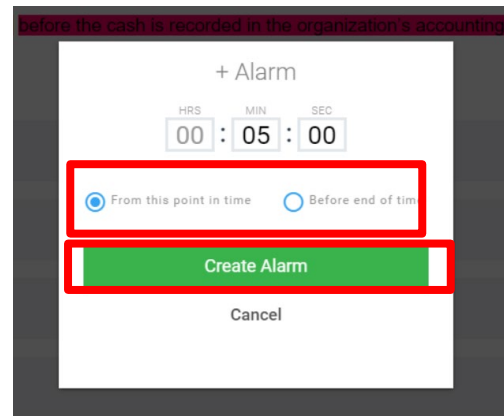 before the cash is recorded in the organization's accounting
+ Alarm
HRS MIN SEC
00 : 05 : 00
From this point in time Before end of time
Create Alarm
Cancel